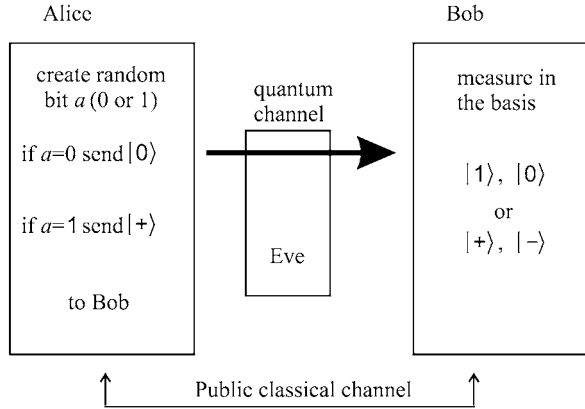 Alice
Bob
create random
bit a (0 or 1)
if a=0 send |0⟩
if a=1 send |+⟩
to Bob
quantum
channel
Eve
measure in
the basis
|1⟩, |0⟩
or
|+⟩, |−⟩
Public classical channel